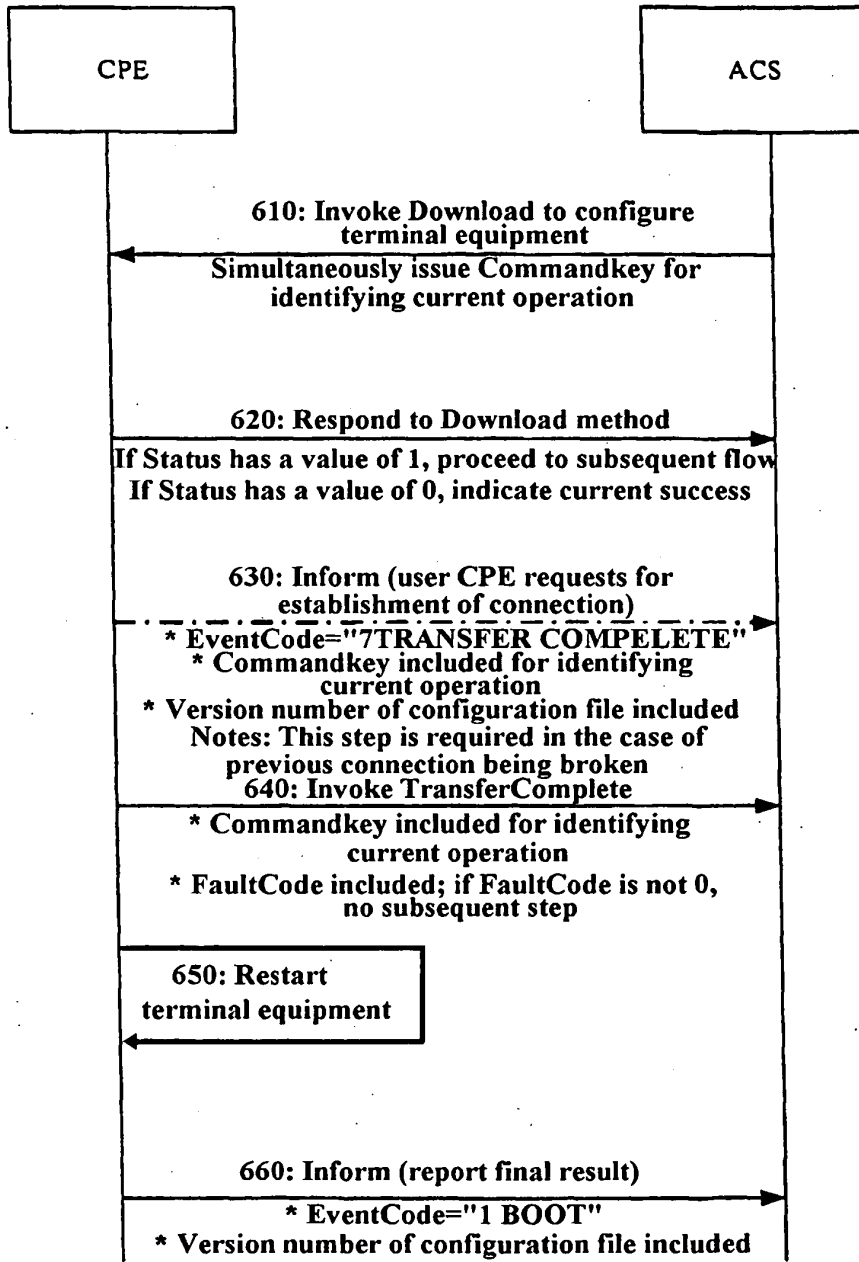 CPE
ACS
610: Invoke Download to configure
terminal equipment
Simultaneously issue Commandkey for
identifying current operation
620: Respond to Download method
If Status has a value of 1, proceed to subsequent flow
If Status has a value of 0, indicate current success
630: Inform (user CPE requests for
establishment of connection)
* EventCode="7TRANSFER COMPELETE"
* Commandkey included for identifying
current operation
* Version number of configuration file included
Notes: This step is required in the case of
previous connection being broken
640: Invoke TransferComplete
* Commandkey included for identifying
current operation
* FaultCode included; if FaultCode is not 0,
no subsequent step
650: Restart
terminal equipment
660: Inform (report final result)
* EventCode="1 BOOT"
* Version number of configuration file included